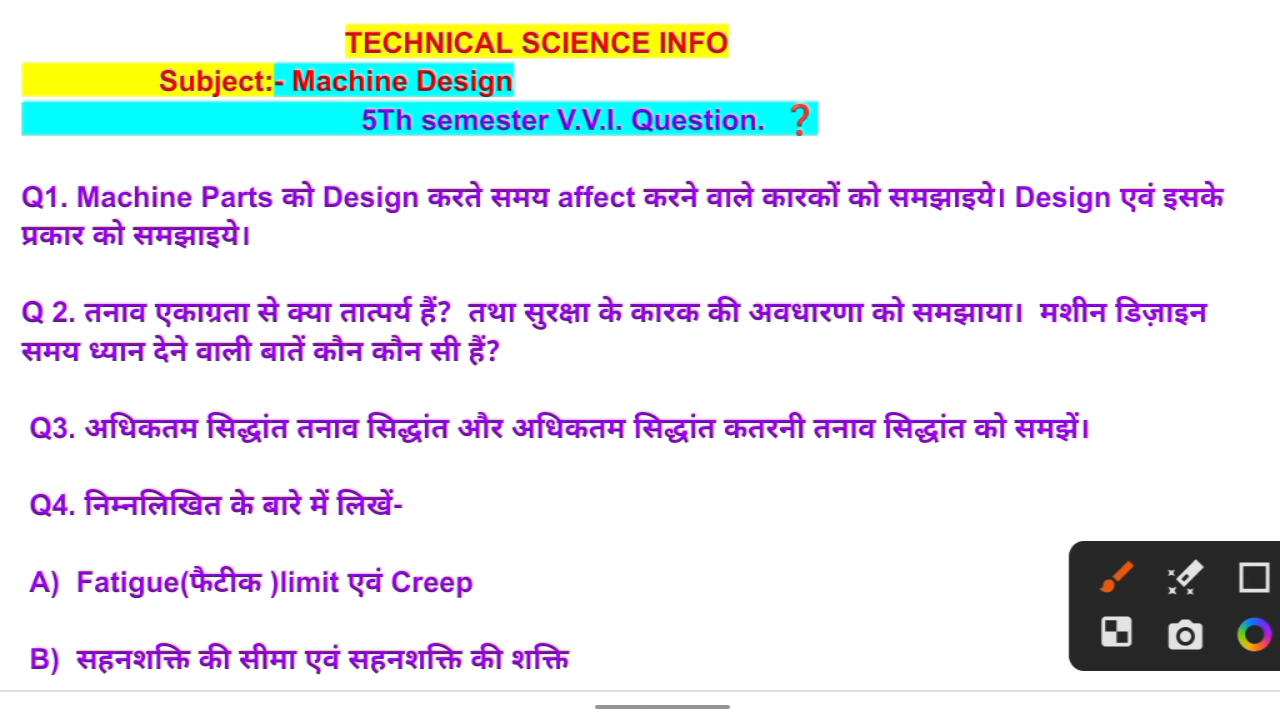 TECHNICAL SCIENCE INFO
Subject:- Machine Design
5Th semester V.V.I. Question. ❓
Q1. Machine Parts को Design करते समय affect करने वाले कारकों को समझाइये। Design एवं इसके
प्रकार को समझाइये।
Q 2. तनाव एकाग्रता से क्या तात्पर्य हैं? तथा सुरक्षा के कारक की अवधारणा को समझाया। मशीन डिज़ाइन
समय ध्यान देने वाली बातें कौन कौन सी हैं?
Q3. अधिकतम सिद्धांत तनाव सिद्धांत और अधिकतम सिद्धांत कतरनी तनाव सिद्धांत को समझें।
Q4. निम्नलिखित के बारे में लिखें-
A) Fatigue(फैटीक )limit एवं Creep
B) सहनशक्ति की सीमा एवं सहनशक्ति की शक्ति